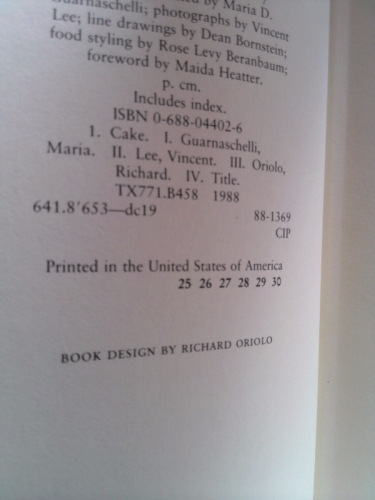 by Maria D.
Guarnaschelli; photographs by Vincent
Lee; line drawings by Dean Bornstein;
food styling by Rose Levy Beranbaum;
foreword by Maida Heatter.
p. cm.
Includes index.
ISBN 0-688-04402-6
1. Cake. I. Guarnaschelli,
Maria. II. Lee, Vincent. III. Oriolo,
Richard. IV. Title.
TX771.B458 1988
641.8'653—dc19 88-1369
CIP
Printed in the United States of America
25 26 27 28 29 30
BOOK DESIGN BY RICHARD ORIOLO